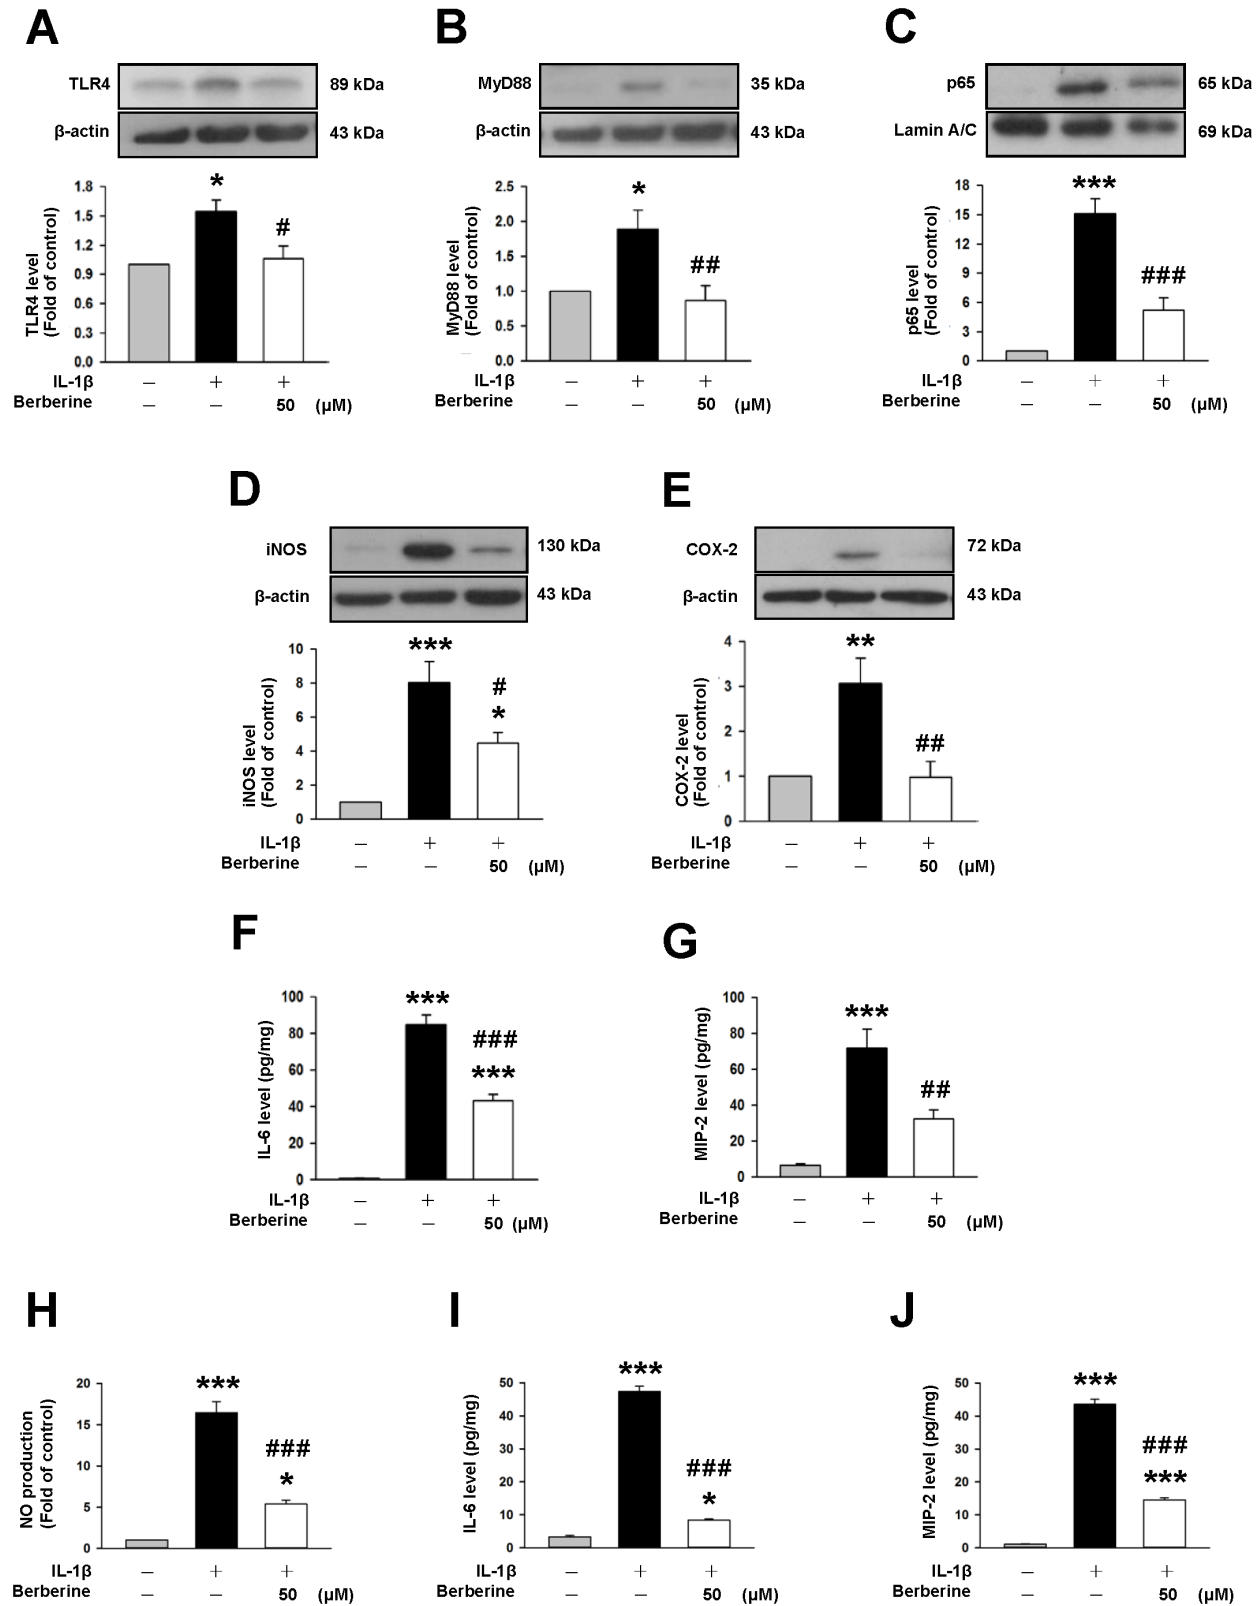 A
B
C
TLR4
89 kDa
β-actin
43 kDa
MyD88
35 kDa
β-actin
43 kDa
p65
65 kDa
Lamin A/C
69 kDa
TLR4 level
(Fold of control)
1.8
1.5
1.2
0.9
0.6
0.3
0.0
*
#
IL-1β – + +
Berberine – – 50 (μM)
MyD88 level
(Fold of control)
2.5
2.0
1.5
1.0
0.5
0.0
*
##
IL-1β – + +
Berberine – – 50 (μM)
p65 level
(Fold of control)
18
15
12
9
6
3
0
***
###
IL-1β – + +
Berberine – – 50 (μM)
D
E
iNOS
130 kDa
β-actin
43 kDa
COX-2
72 kDa
β-actin
43 kDa
iNOS level
(Fold of control)
10
8
6
4
2
0
***
#
*
IL-1β – + +
Berberine – – 50 (μM)
COX-2 level
(Fold of control)
4
3
2
1
0
**
##
IL-1β – + +
Berberine – – 50 (μM)
F
G
IL-6 level (pg/mg)
100
80
60
40
20
0
***
###
***
IL-1β – + +
Berberine – – 50 (μM)
MIP-2 level (pg/mg)
100
80
60
40
20
0
***
##
IL-1β – + +
Berberine – – 50 (μM)
H
I
J
NO production
(Fold of control)
20
15
10
5
0
***
###
*
IL-1β – + +
Berberine – – 50 (μM)
IL-6 level (pg/mg)
50
40
30
20
10
0
***
###
*
IL-1β – + +
Berberine – – 50 (μM)
MIP-2 level (pg/mg)
50
40
30
20
10
0
***
###
***
IL-1β – + +
Berberine – – 50 (μM)